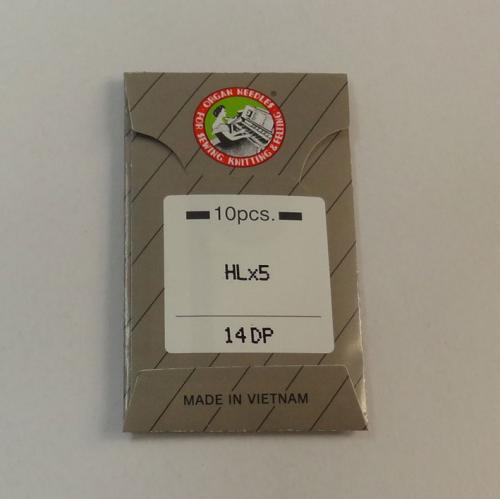 ORGAN NEEDLES ®
FOR SEWING, KNITTING & FELTING
10pcs.
HLx5
14 DP
MADE IN VIETNAM